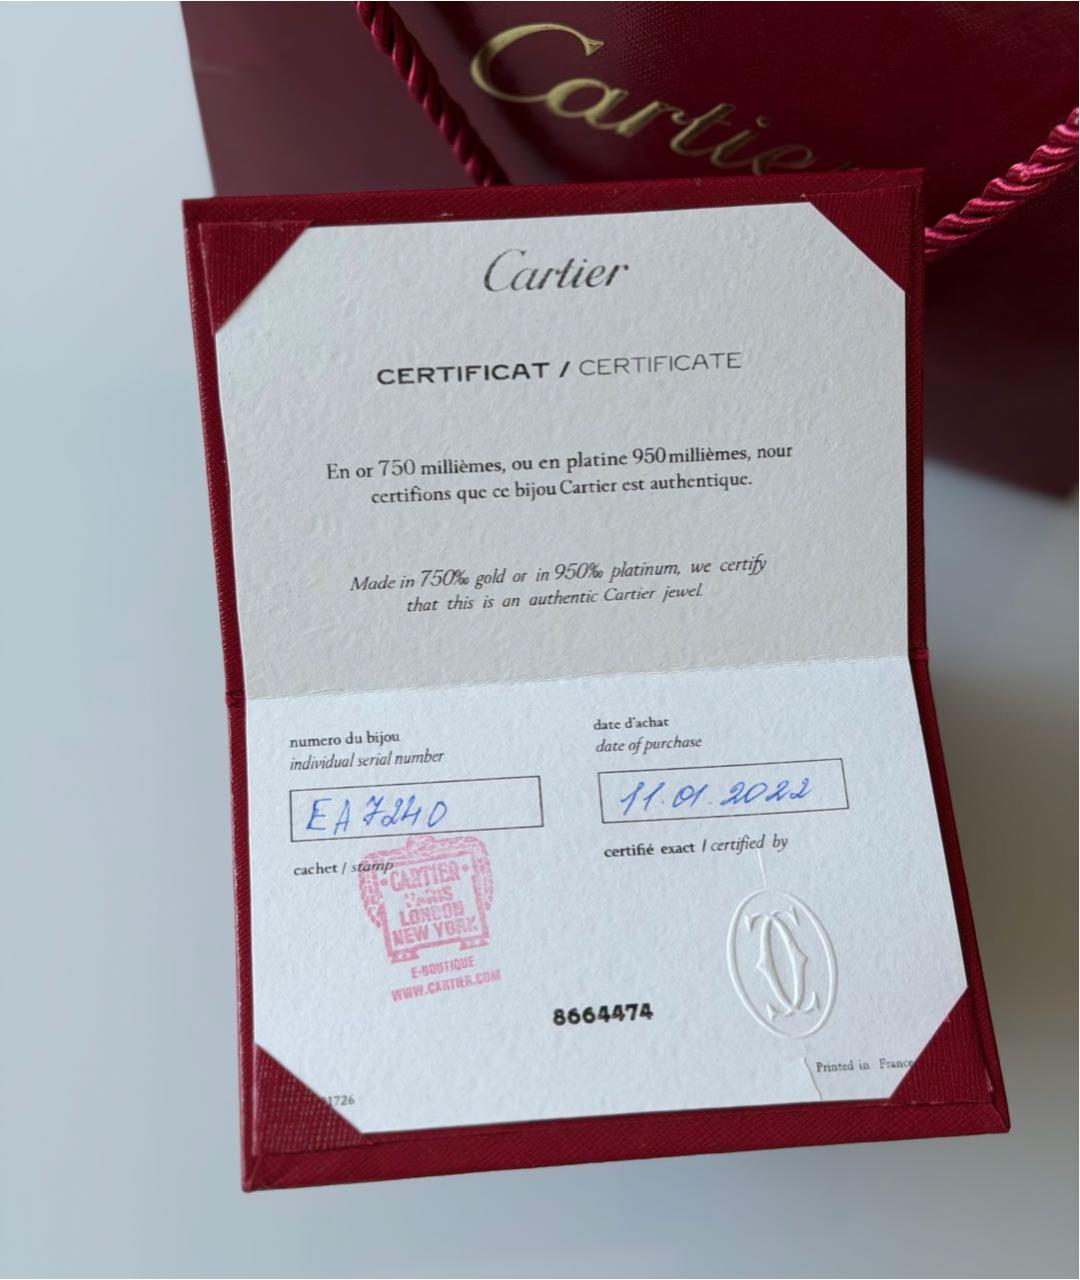 Cartie
Cartier
CERTIFICAT / CERTIFICATE
En or 750 millièmes, ou en platine 950 millièmes, nour
certifions que ce bijou Cartier est authentique.
Made in 750‰ gold or in 950‰ platinum, we certify
that this is an authentic Cartier jewel.
numero du bijou
individual serial number
EA7240
date d'achat
date of purchase
11.01.2022
cachet / stamp
certifié exact / certified by
CARTIER
PARIS
LONDON
NEW YORK
E-BOUTIQUE
WWW.CARTIER.COM
8664474
Printed in France
1726